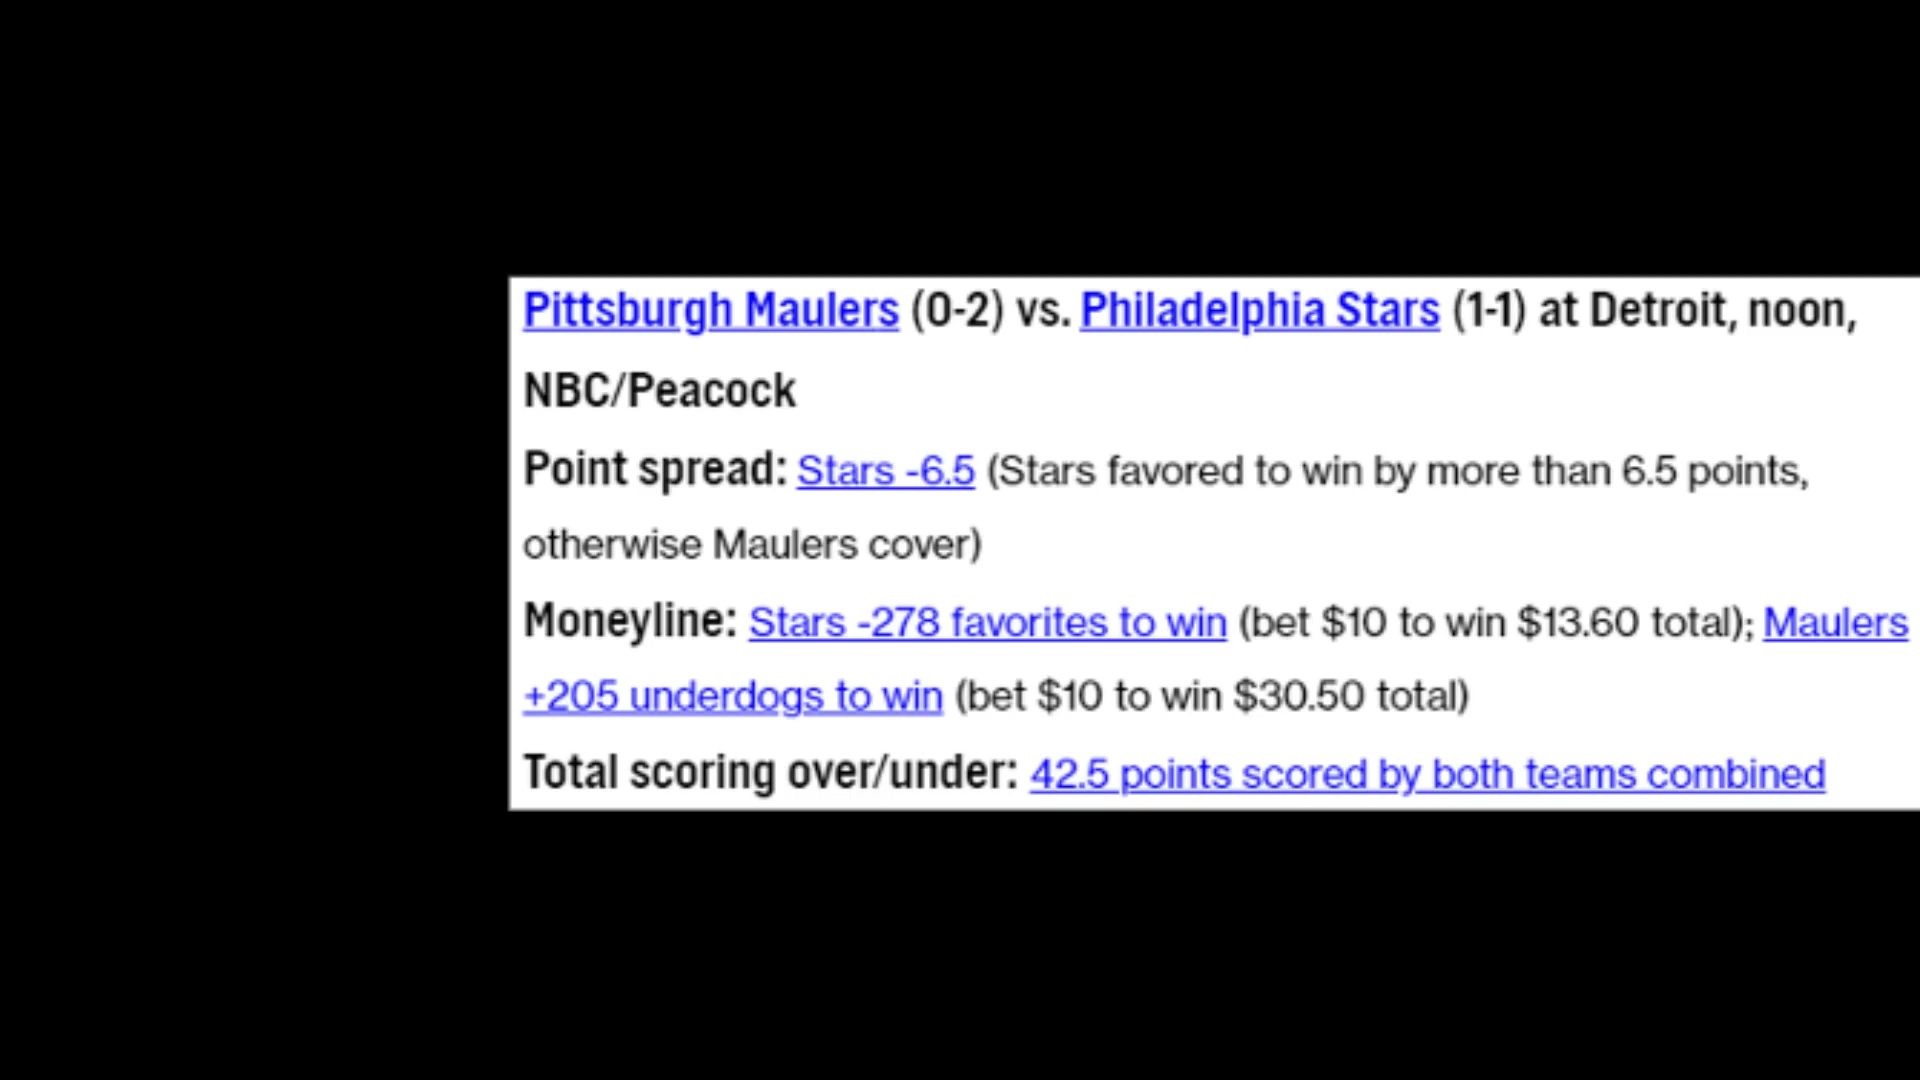 Pittsburgh Maulers (0-2) vs. Philadelphia Stars (1-1) at Detroit, noon,
NBC/Peacock
Point spread: Stars -6.5 (Stars favored to win by more than 6.5 points,
otherwise Maulers cover)
Moneyline: Stars -278 favorites to win (bet $10 to win $13.60 total); Maulers
+205 underdogs to win (bet $10 to win $30.50 total)
Total scoring over/under: 42.5 points scored by both teams combined